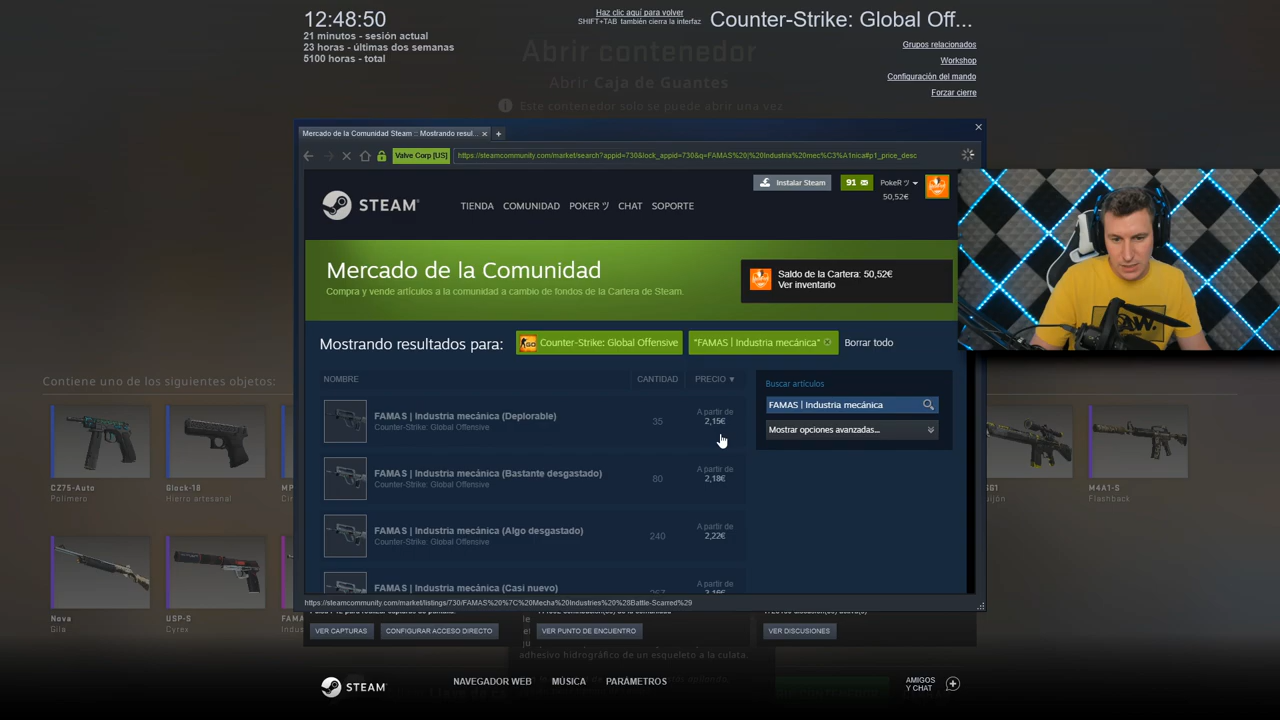 12:48:50
21 minutos - sesión actual
23 horas - últimas dos semanas
5100 horas - total
Haz clic aquí para volver
SHIFT+TAB también cierra la interfaz
Counter-Strike: Global Off...
Grupos relacionados
Workshop
Configuración del mando
Forzar cierre
Abrir contenedor
Abrir Caja de Guantes
Este contenedor solo se puede abrir una vez
Mercado de la Comunidad Steam :: Mostrando resul...
Valve Corp [US]
https://steamcommunity.com/market/search?appid=730&lock_appid=730&q=FAMAS%20|%20Industria%20mec%C3%A1nica#p1_price_desc
Instalar Steam
91
PokeR ツ
50,52€
STEAM
TIENDA
COMUNIDAD
POKER ツ
CHAT
SOPORTE
Mercado de la Comunidad
Compra y vende artículos a la comunidad a cambio de fondos de la Cartera de Steam.
Saldo de la Cartera: 50,52€
Ver inventario
Mostrando resultados para:
Counter-Strike: Global Offensive
"FAMAS | Industria mecánica"
Borrar todo
NOMBRE
CANTIDAD
PRECIO ▼
Buscar artículos
FAMAS | Industria mecánica
Mostrar opciones avanzadas...
FAMAS | Industria mecánica (Deplorable)
Counter-Strike: Global Offensive
35
A partir de
2,15€
FAMAS | Industria mecánica (Bastante desgastado)
Counter-Strike: Global Offensive
80
A partir de
2,18€
FAMAS | Industria mecánica (Algo desgastado)
Counter-Strike: Global Offensive
240
A partir de
2,22€
FAMAS | Industria mecánica (Casi nuevo)
A partir de
https://steamcommunity.com/market/listings/730/FAMAS%20%7C%20Mecha%20Industries%20%28Battle-Scarred%29
Contiene uno de los siguientes objetos:
CZ75-Auto
Polímero
Glock-18
Hierro artesanal
M4A1-S
Flashback
Nova
Gila
USP-S
Cyrex
VER CAPTURAS
CONFIGURAR ACCESO DIRECTO
VER PUNTO DE ENCUENTRO
VER DISCUSIONES
adhesivo hidrográfico de un esqueleto a la culata
STEAM
NAVEGADOR WEB
MÚSICA
PARÁMETROS
AMIGOS
Y CHAT